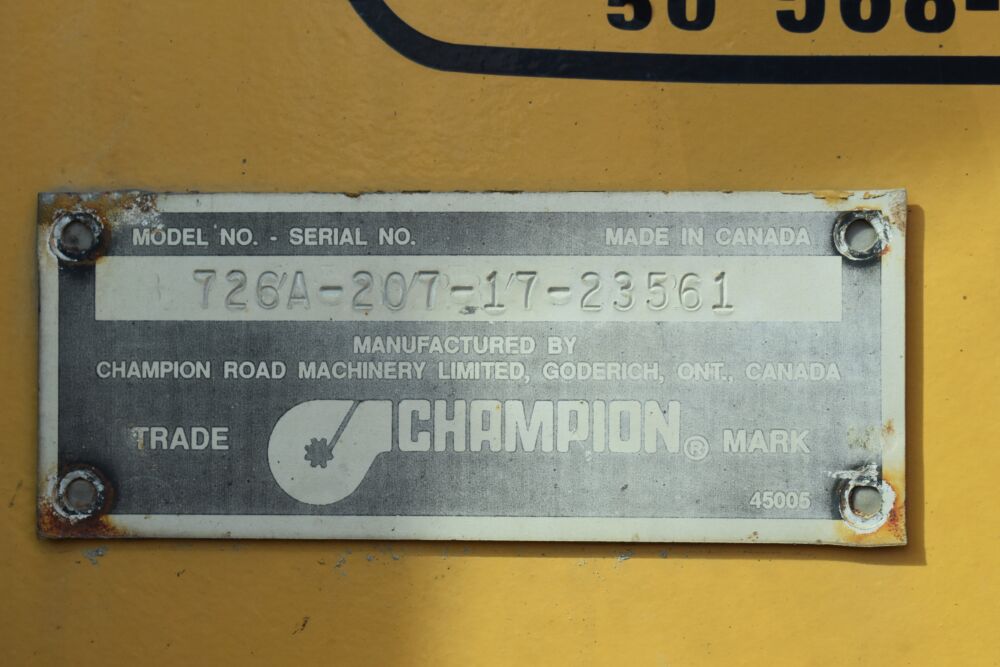 MODEL NO. - SERIAL NO. MADE IN CANADA
726A-207-17-23561
MANUFACTURED BY
CHAMPION ROAD MACHINERY LIMITED, GODERICH, ONT., CANADA
TRADE CHAMPION® MARK
45006